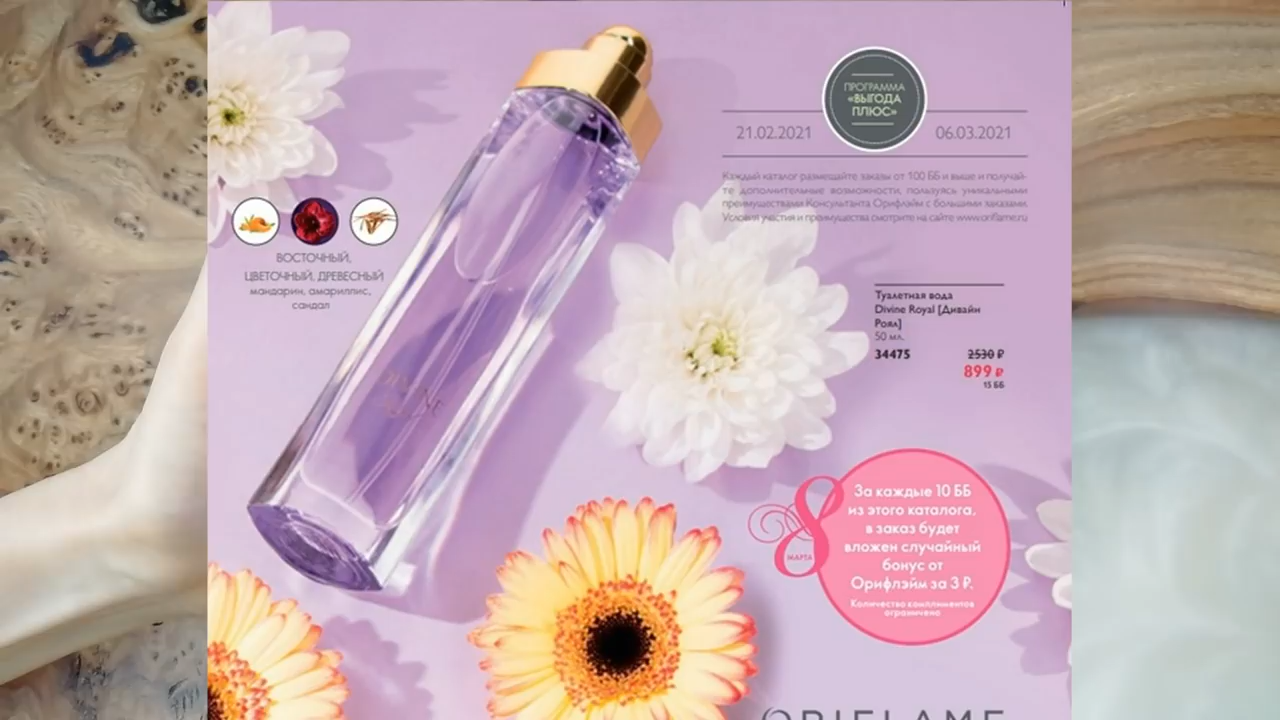 ПРОГРАММА
«ВЫГОДА
ПЛЮС»
21.02.2021
06.03.2021
Каждый каталог размещайте заказы от 100 ББ и выше и получай-
те дополнительные возможности, пользуясь уникальными
преимуществами Консультанта Орифлэйм с большими заказами.
Условия участия и преимущества смотрите на сайте www.oriflame.ru
ВОСТОЧНЫЙ,
ЦВЕТОЧНЫЙ, ДРЕВЕСНЫЙ
мандарин, амариллис,
сандал
Туалетная вода
Divine Royal [Дивайн
Роял]
50 мл.
34475 2530 ₽
899 ₽
15 ББ
8
МАРТА
За каждые 10 ББ
из этого каталога,
в заказ будет
вложен случайный
бонус от
Орифлэйм за 3 ₽.
Количество комплиментов
ограничено
ORIFLAME